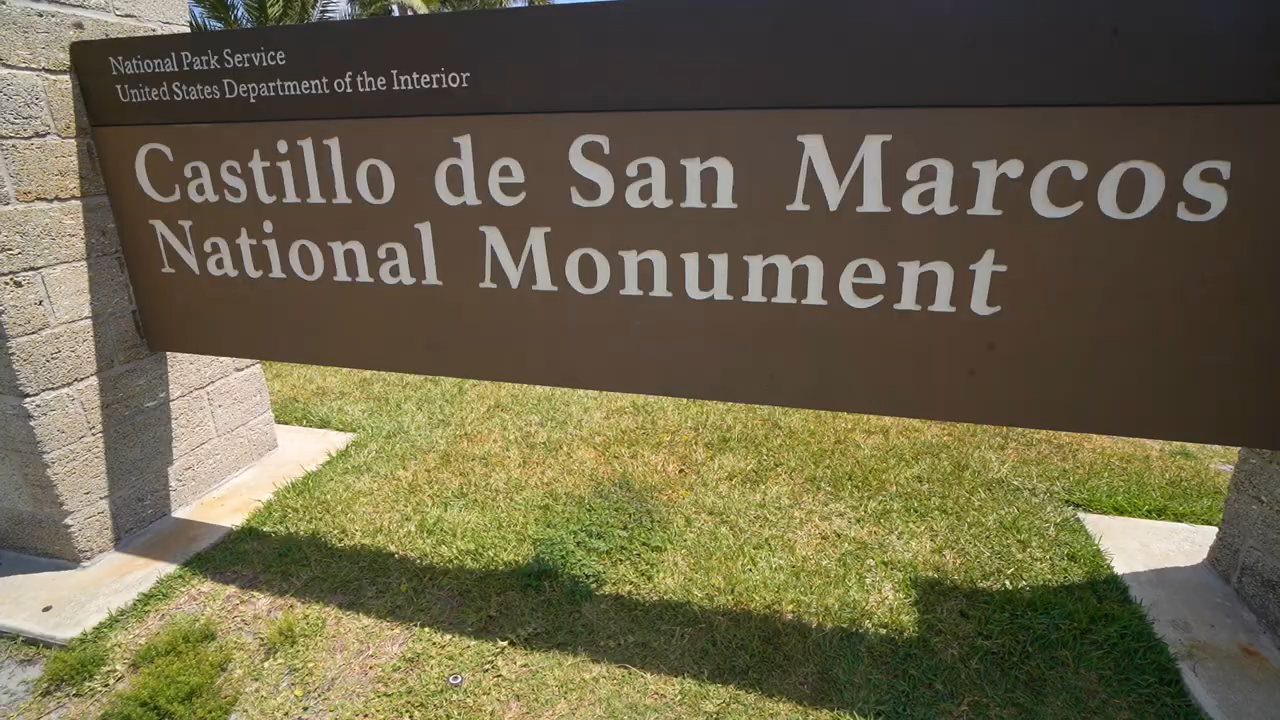 National Park Service
United States Department of the Interior
Castillo de San Marcos
National Monument